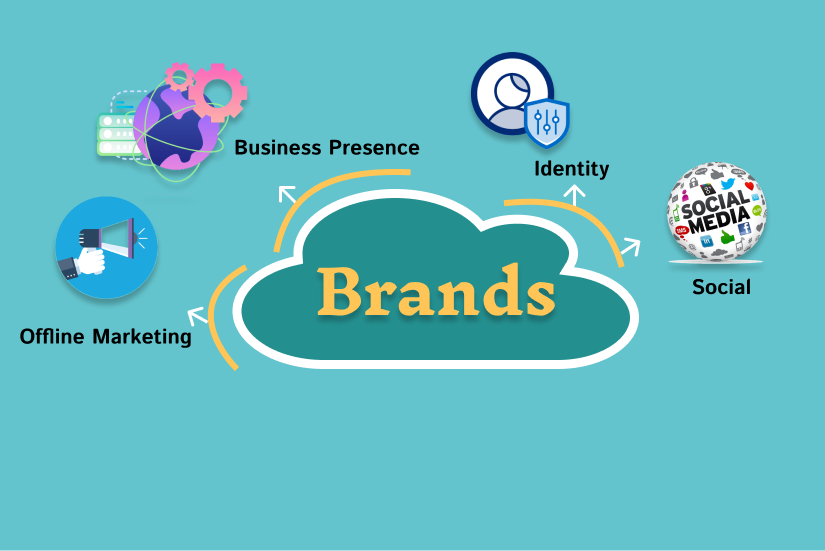 Business Presence
Identity
SOCIAL
MEDIA
Social
Brands
Offline Marketing